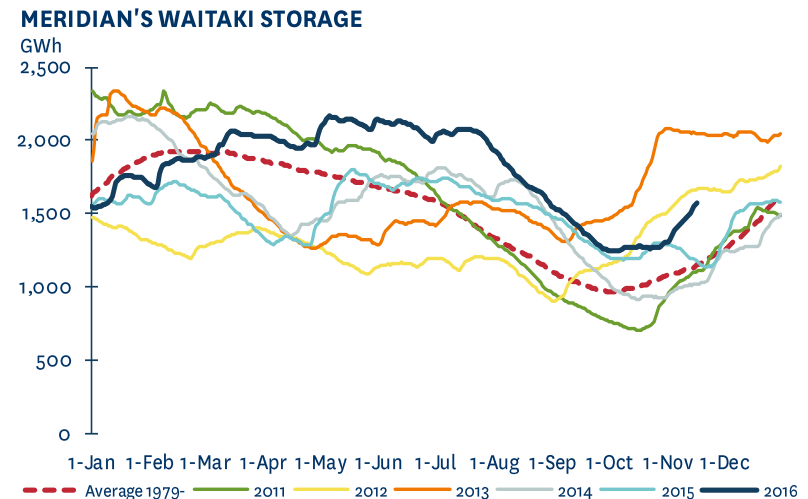 MERIDIAN'S WAITAKI STORAGE
GWh
2,500
2,000
1,500
1,000
500
0
1-Jan 1-Feb 1-Mar 1-Apr 1-May 1-Jun 1-Jul 1-Aug 1-Sep 1-Oct 1-Nov 1-Dec
Average 1979- 2011 2012 2013 2014 2015 2016